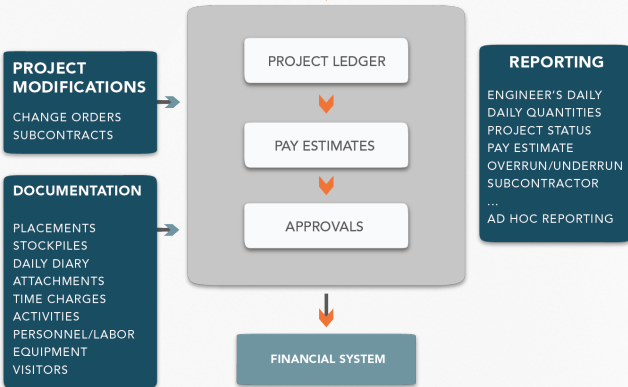 PROJECT
MODIFICATIONS
CHANGE ORDERS
SUBCONTRACTS
DOCUMENTATION
PLACEMENTS
STOCKPILES
DAILY DIARY
ATTACHMENTS
TIME CHARGES
ACTIVITIES
PERSONNEL/LABOR
EQUIPMENT
VISITORS
PROJECT LEDGER
PAY ESTIMATES
APPROVALS
FINANCIAL SYSTEM
REPORTING
ENGINEER'S DAILY
DAILY QUANTITIES
PROJECT STATUS
PAY ESTIMATE
OVERRUN/UNDERRUN
SUBCONTRACTOR
...
AD HOC REPORTING